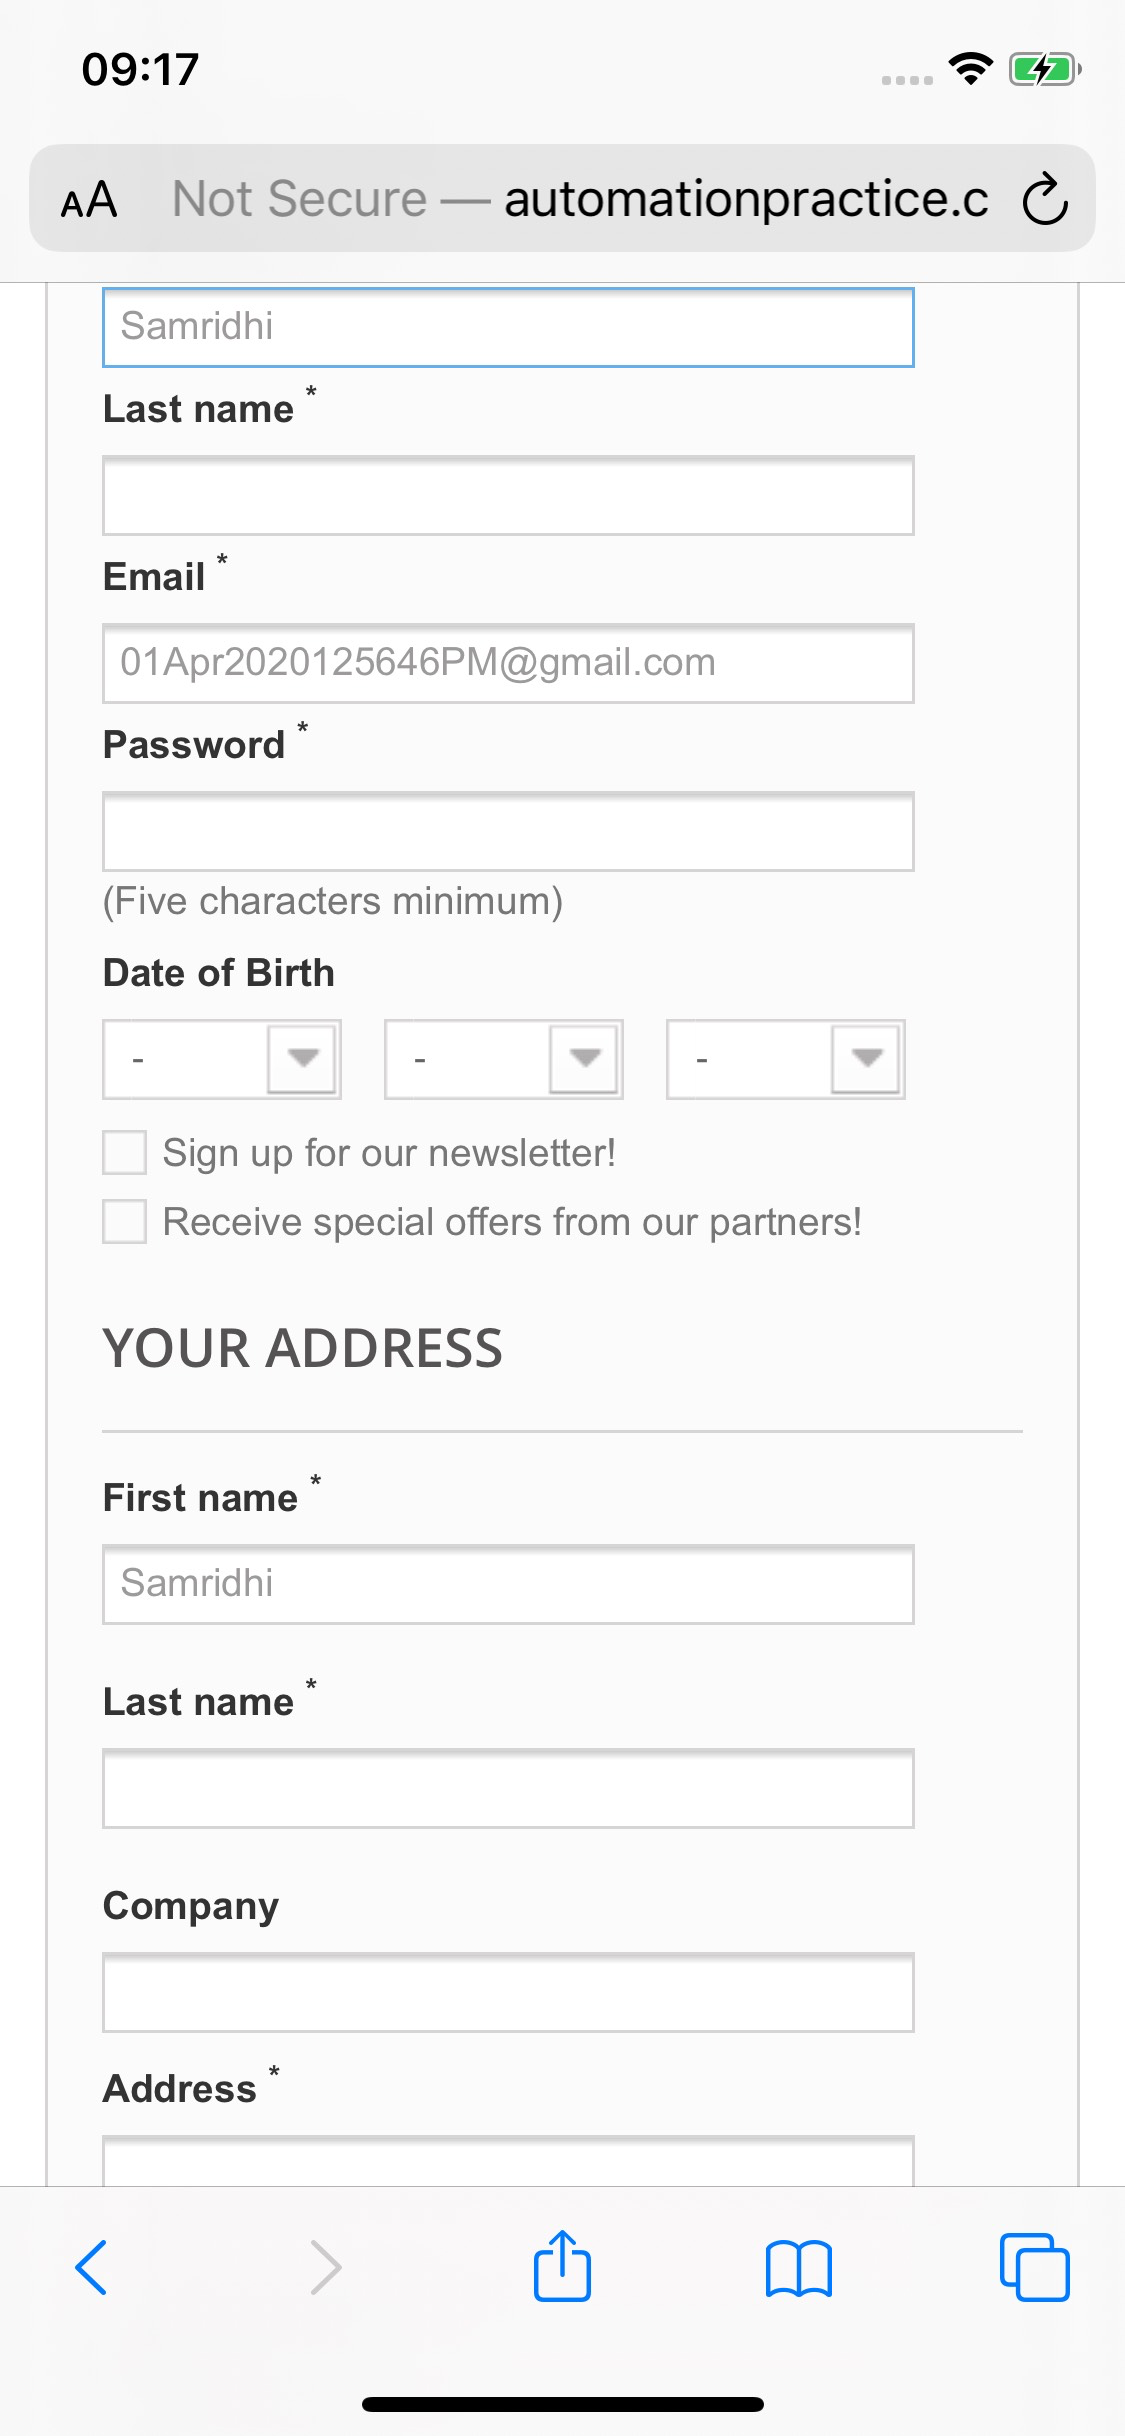 09:17
AA Not Secure — automationpractice.c
Samridhi
Last name *
Email *
01Apr2020125646PM@gmail.com
Password *
(Five characters minimum)
Date of Birth
- - -
Sign up for our newsletter!
Receive special offers from our partners!
YOUR ADDRESS
First name *
Samridhi
Last name *
Company
Address *